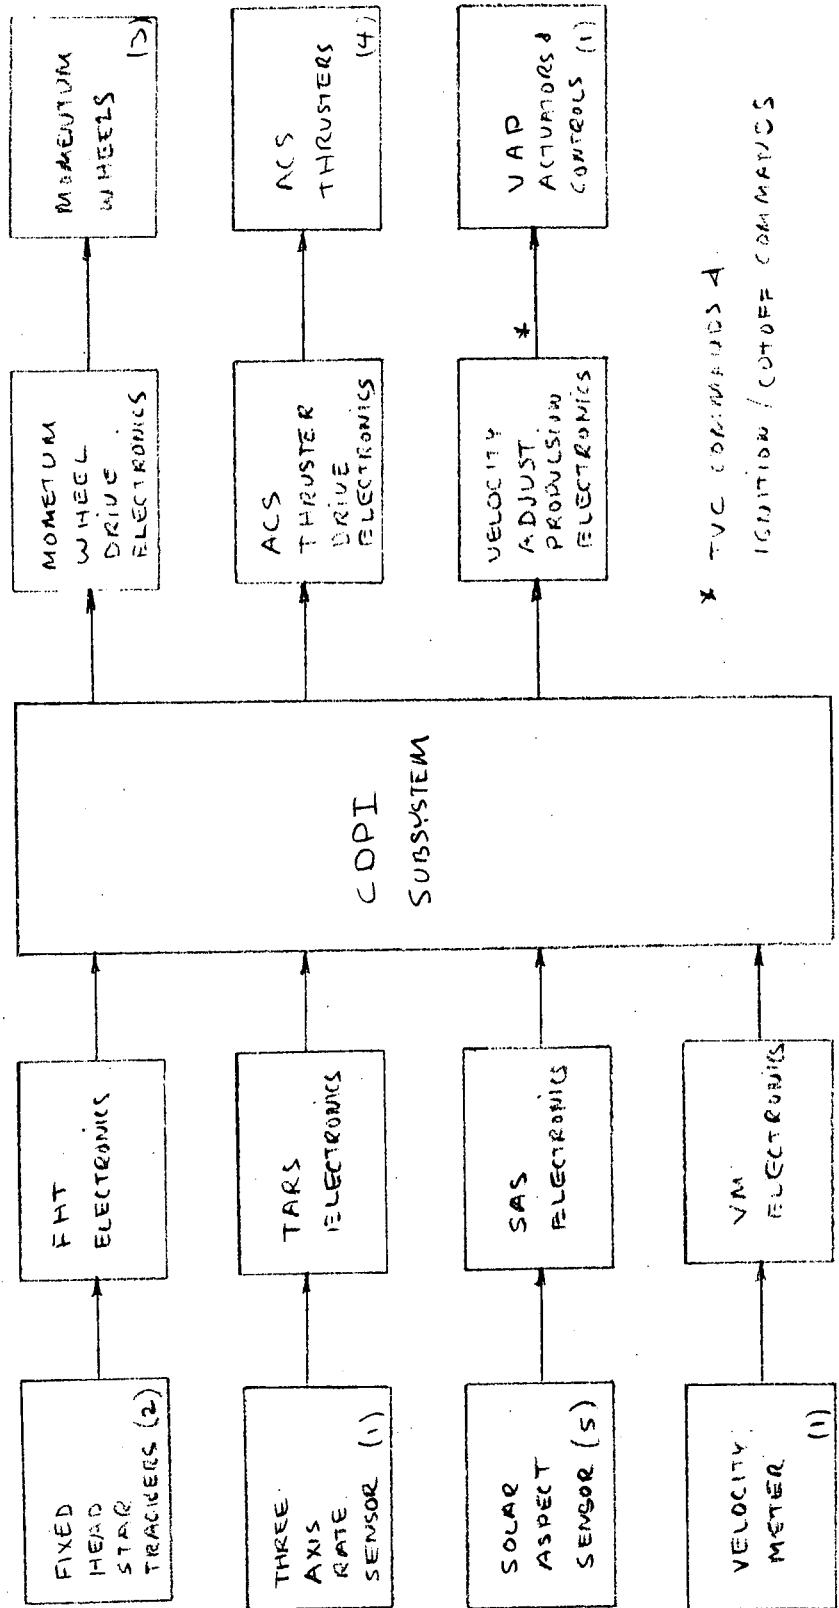 FIXED
HEAD
STAR
TRACKERS (2)
FHT
ELECTRONICS
THREE
AXIS
RATE
SENSOR (1)
TARS
ELECTRONICS
SOLAR
ASPECT
SENSOR (5)
SAS
ELECTRONICS
VELOCITY
METER
(1)
VM
ELECTRONICS
CDPI
SUBSYSTEM
MOMETUM
WHEEL
DRIVE
ELECTRONICS
MOMENTUM
WHEELS
(3)
ACS
THRUSTER
DRIVE
ELECTRONICS
ACS
THRUSTERS
(4)
VELOCITY
ADJUST
PROPULSION
ELECTRONICS
*
VAP
ACTUATORS &
CONTROLS (1)
* TVC COMMANDS &
IGNITION / CUTOFF COMMANDS